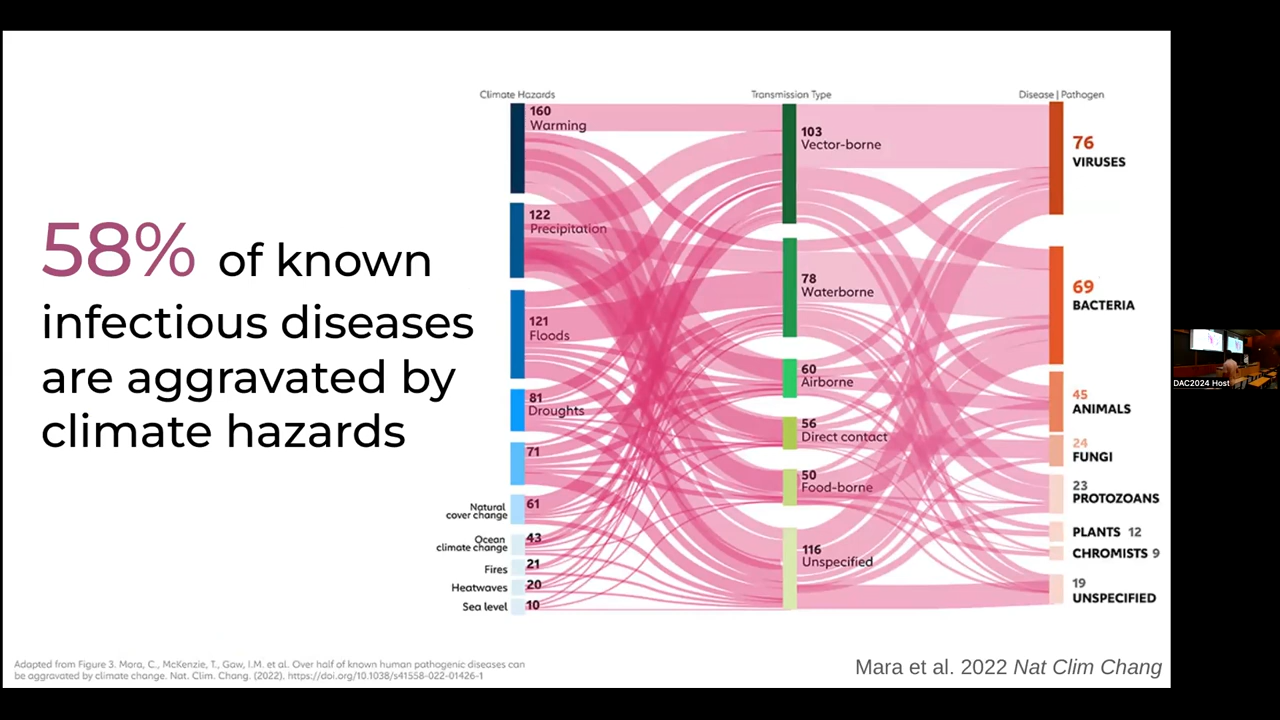 58% of known
infectious diseases
are aggravated by
climate hazards
Climate Hazards
Transmission Type
Disease | Pathogen
160
Warming
122
Precipitation
121
Floods
81
Droughts
71
Natural
cover change
61
Ocean
climate change
43
Fires
21
Heatwaves
20
Sea level
10
103
Vector-borne
78
Waterborne
60
Airborne
56
Direct contact
50
Food-borne
116
Unspecified
76
VIRUSES
69
BACTERIA
45
ANIMALS
24
FUNGI
23
PROTOZOANS
PLANTS 12
CHROMISTS 9
19
UNSPECIFIED
DAC2024 Host
Adapted from Figure 3. Mora, C., McKenzie, T., Gaw, I.M. et al. Over half of known human pathogenic diseases can
be aggravated by climate change. Nat. Clim. Chang. (2022). https://doi.org/10.1038/s41558-022-01426-1
Mara et al. 2022 Nat Clim Chang